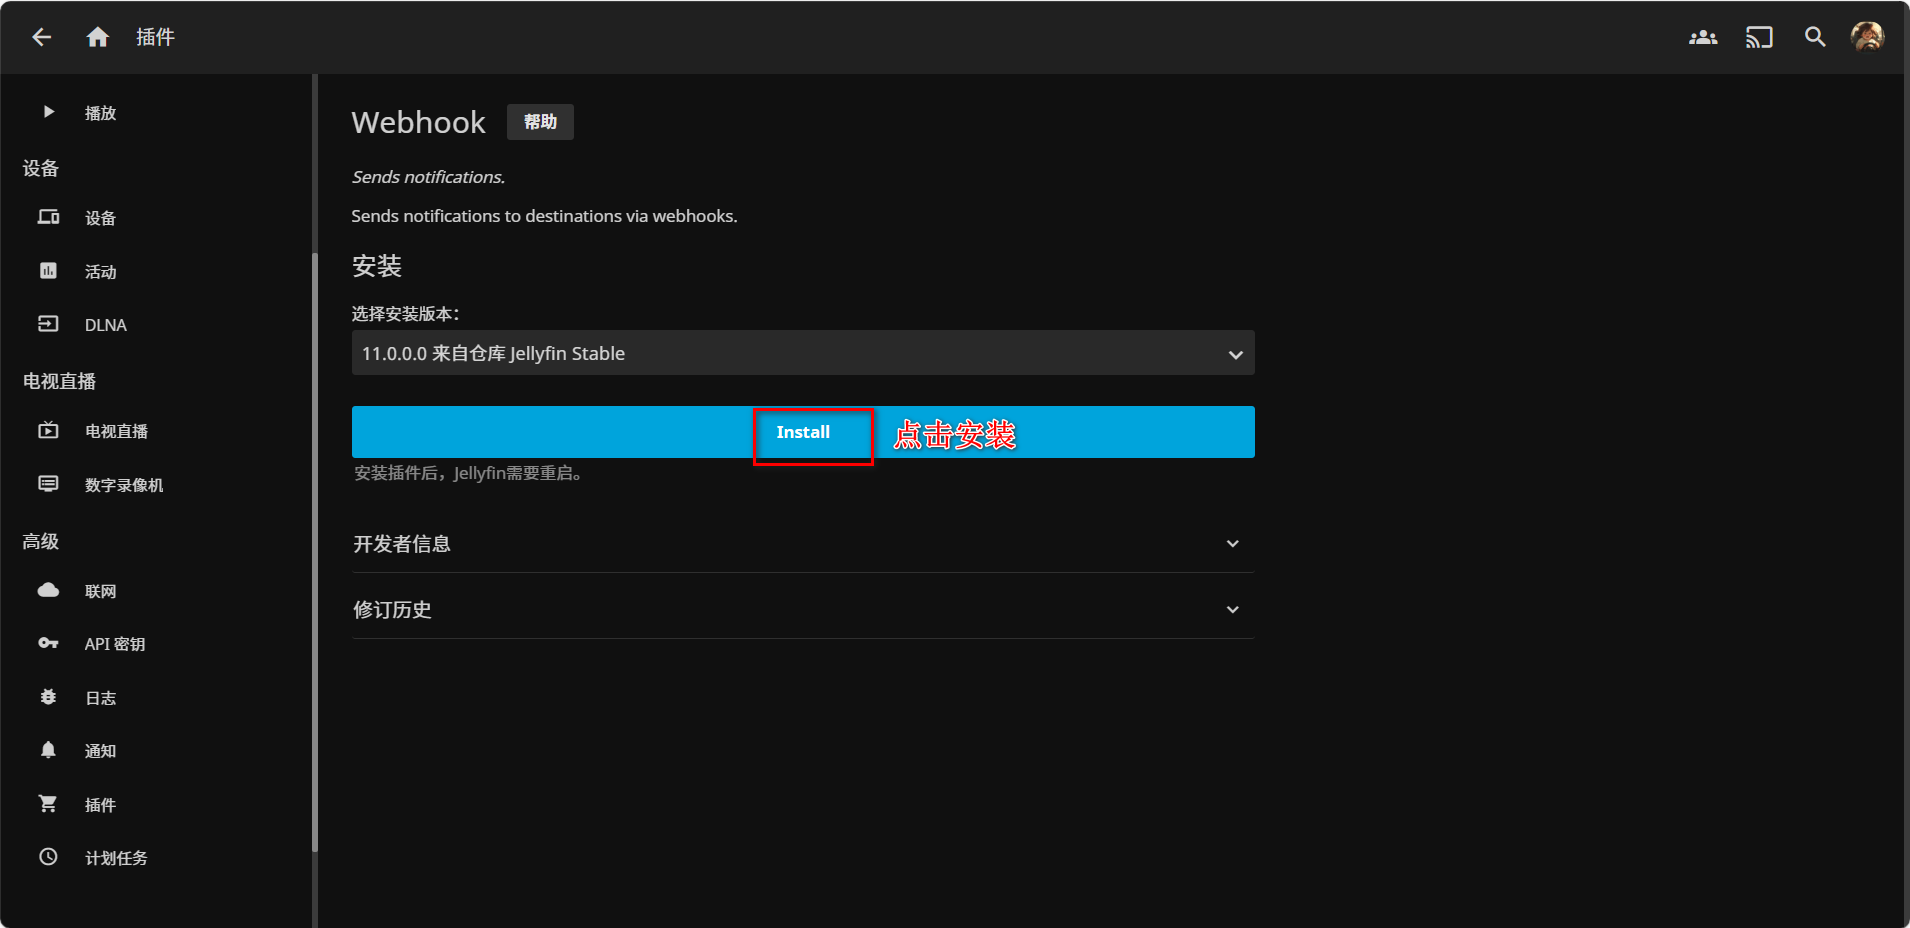 插件
播放
设备
设备
活动
DLNA
电视直播
电视直播
数字录像机
高级
联网
API 密钥
日志
通知
插件
计划任务
Webhook
帮助
Sends notifications.
Sends notifications to destinations via webhooks.
安装
选择安装版本：
11.0.0.0 来自仓库 Jellyfin Stable
Install
点击安装
安装插件后，Jellyfin需要重启。
开发者信息
修订历史